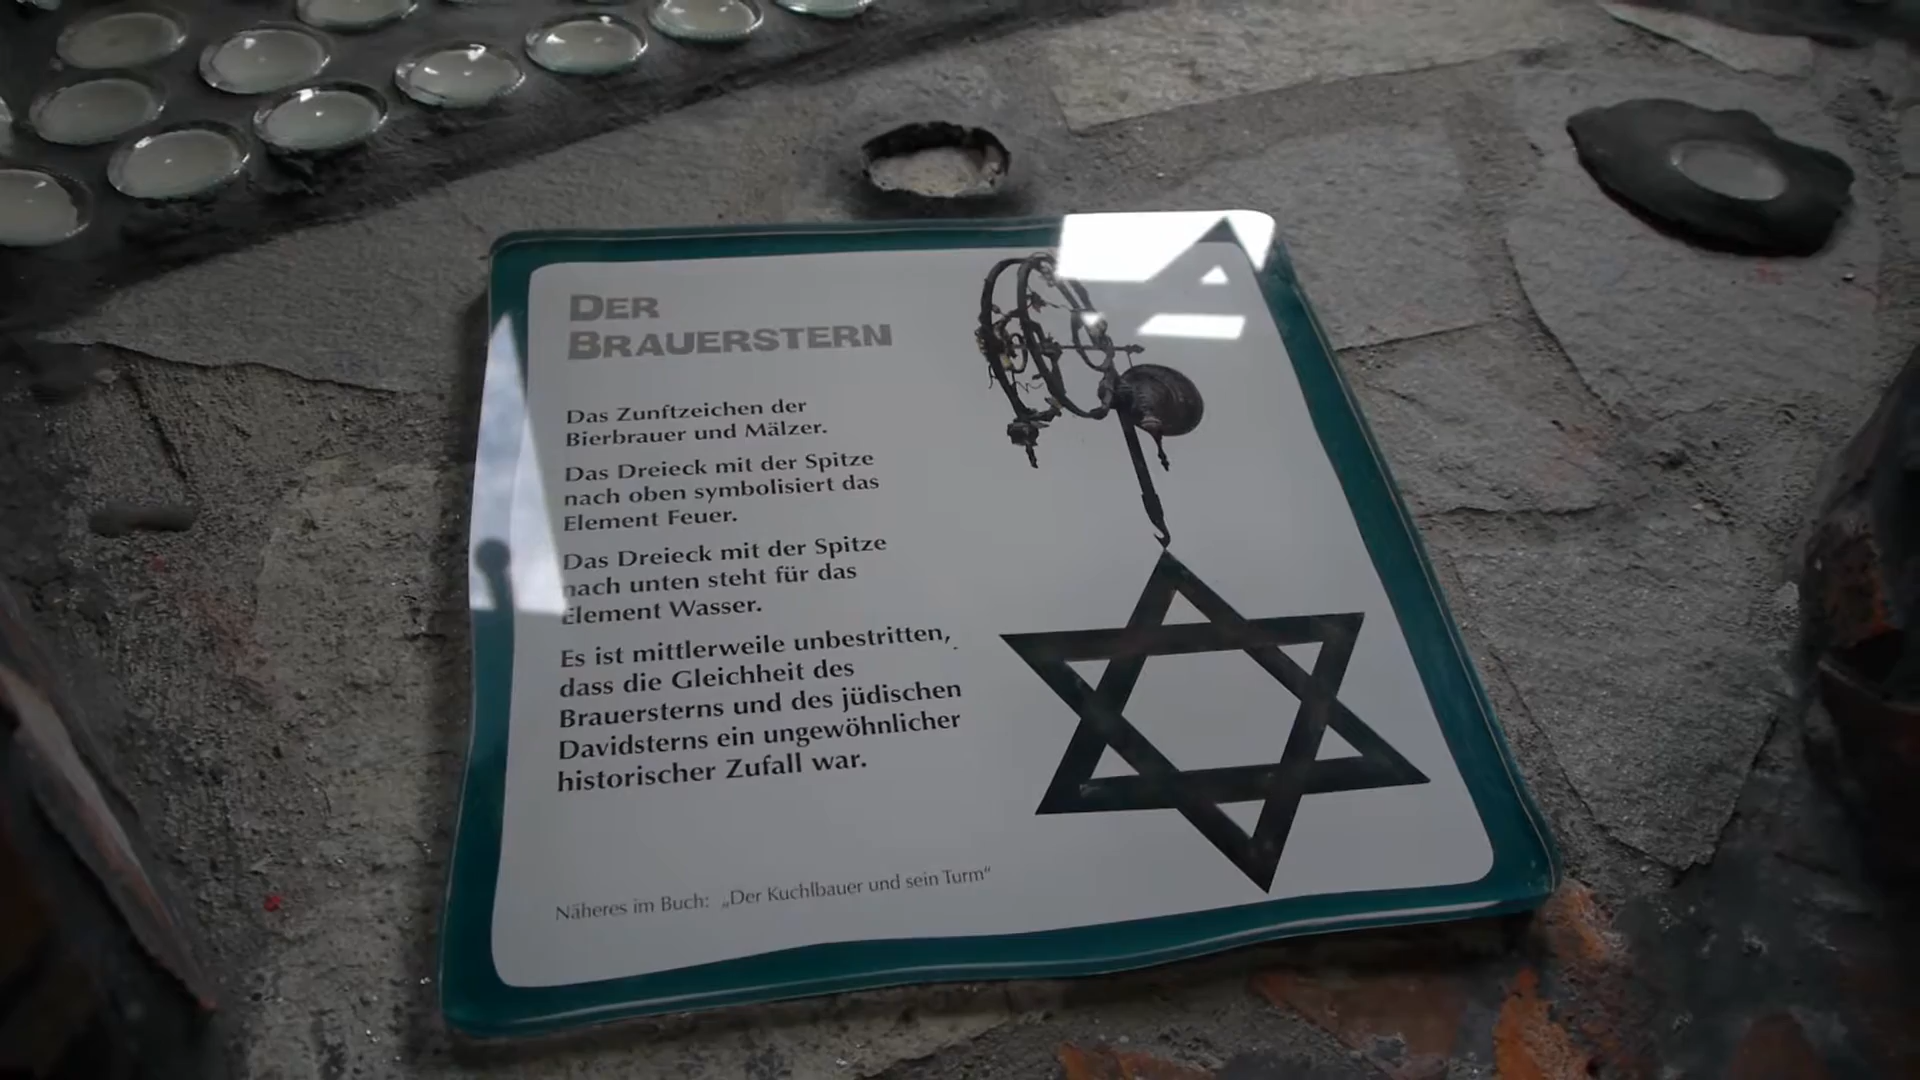 DER
BRAUERSTERN
Das Zunftzeichen der
Bierbrauer und Mälzer.
Das Dreieck mit der Spitze
nach oben symbolisiert das
Element Feuer.
Das Dreieck mit der Spitze
nach unten steht für das
Element Wasser.
Es ist mittlerweile unbestritten,
dass die Gleichheit des
Brauersterns und des jüdischen
Davidsterns ein ungewöhnlicher
historischer Zufall war.
Näheres im Buch: „Der Kuchlbauer und sein Turm“